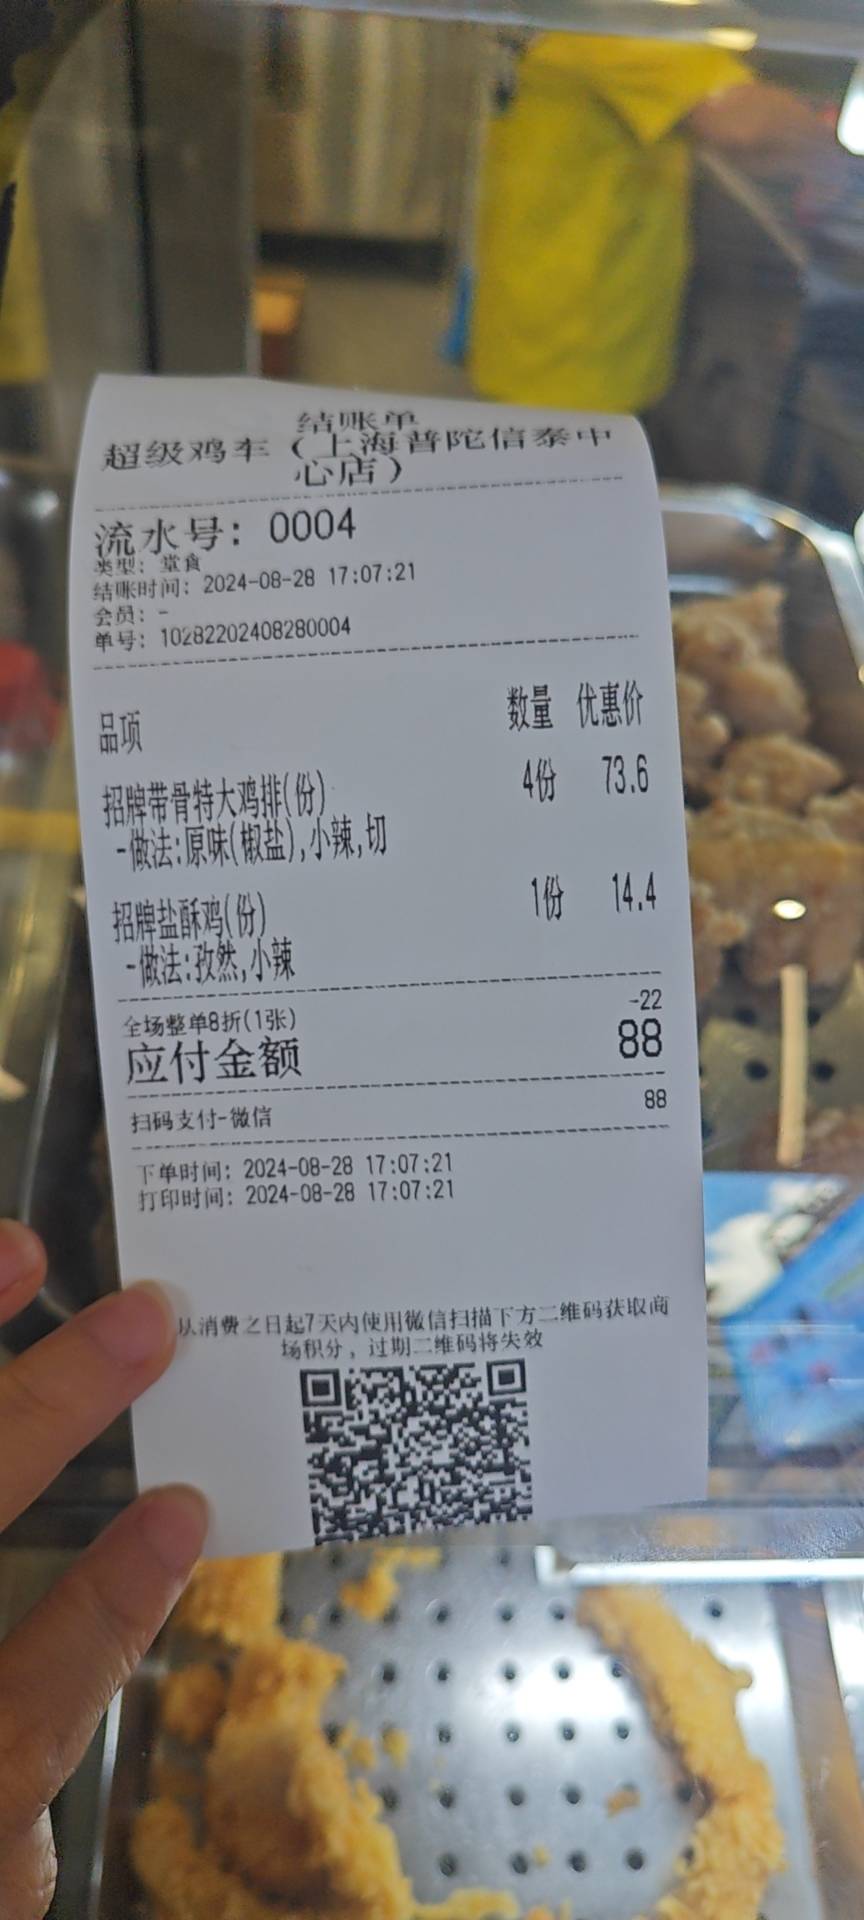 结账单
超级鸡车（上海普陀信泰中
心店）
流水号：0004
类型：堂食
结账时间：2024-08-28 17:07:21
会员：-
单号：10282202408280004
品项 数量 优惠价
招牌带骨特大鸡排(份) 4份 73.6
-做法:原味(椒盐),小辣,切
招牌盐酥鸡(份) 1份 14.4
-做法:孜然,小辣
全场整单8折(1张) -22
应付金额 88
扫码支付-微信 88
下单时间：2024-08-28 17:07:21
打印时间：2024-08-28 17:07:21
从消费之日起7天内使用微信扫描下方二维码获取商
场积分，过期二维码将失效